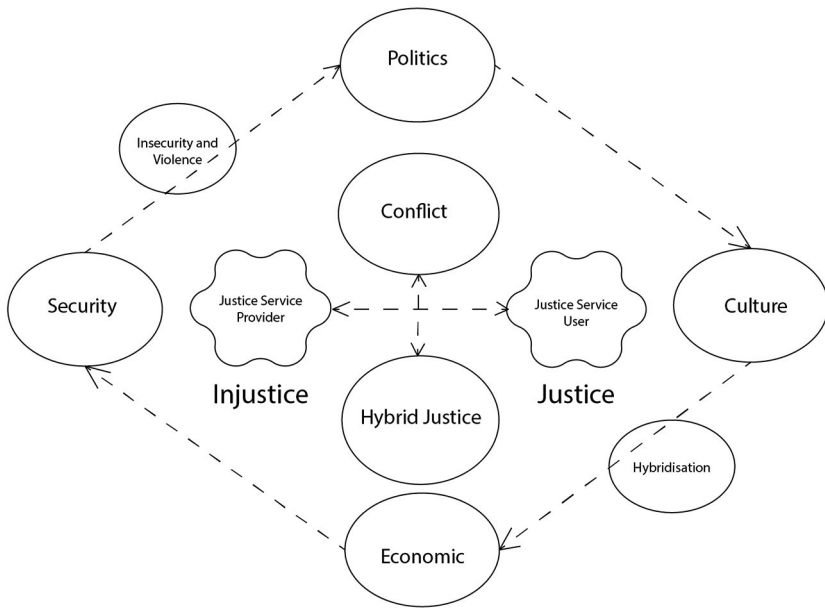 Politics
Insecurity and
Violence
Conflict
Security
Justice Service
Provider
Justice Service
User
Culture
Injustice
Justice
Hybrid Justice
Hybridisation
Economic